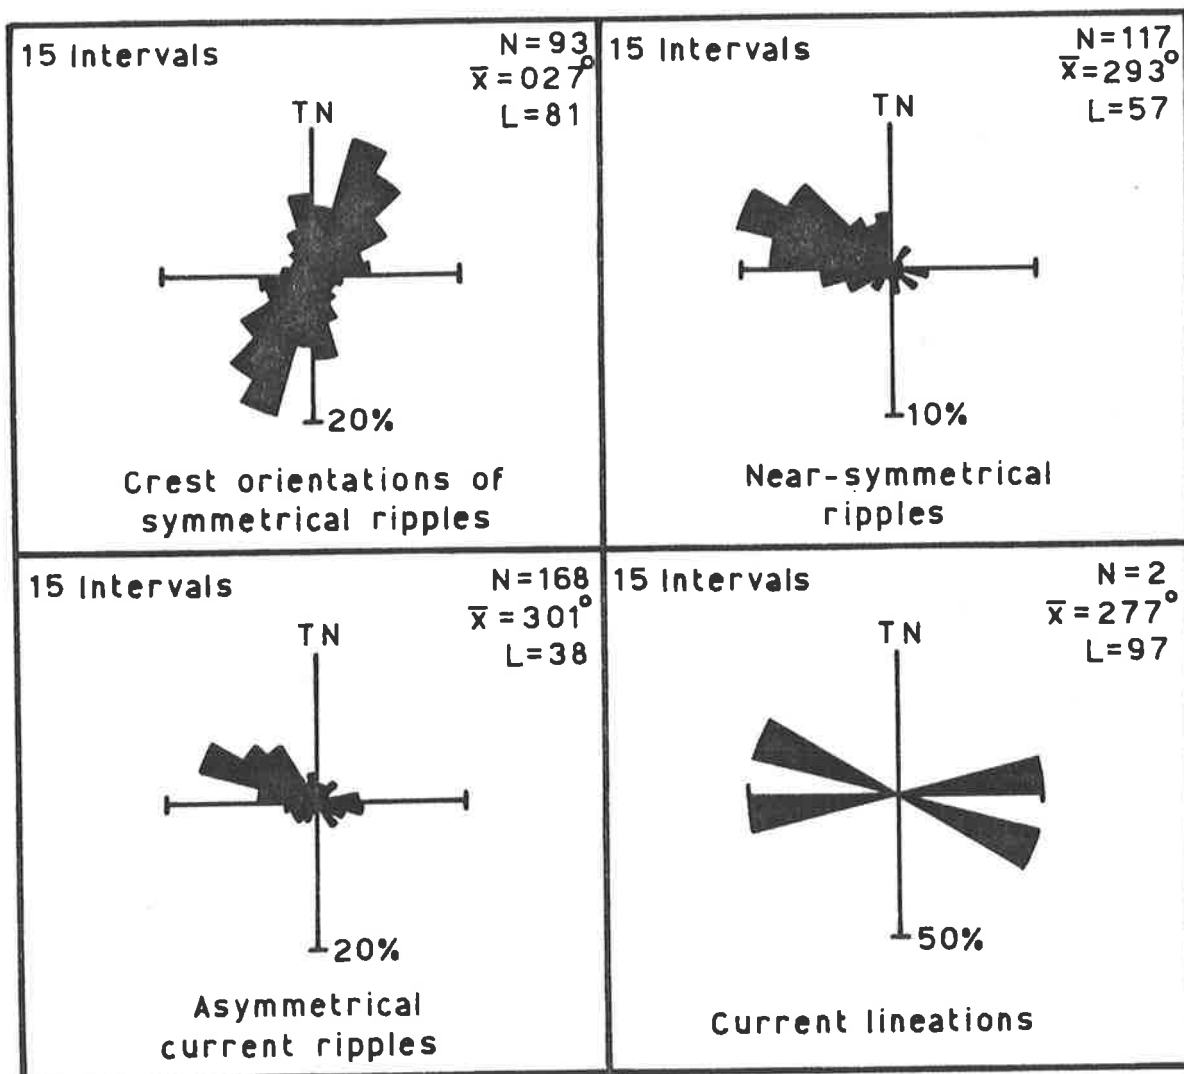 15 Intervals
N=93
x̄=027°
L=81
TN
20%
Crest orientations of
symmetrical ripples
15 Intervals
N=117
x̄=293°
L=57
TN
10%
Near-symmetrical
ripples
15 Intervals
N=168
x̄=301°
L=38
TN
20%
Asymmetrical
current ripples
15 Intervals
N=2
x̄=277°
L=97
TN
50%
Current lineations